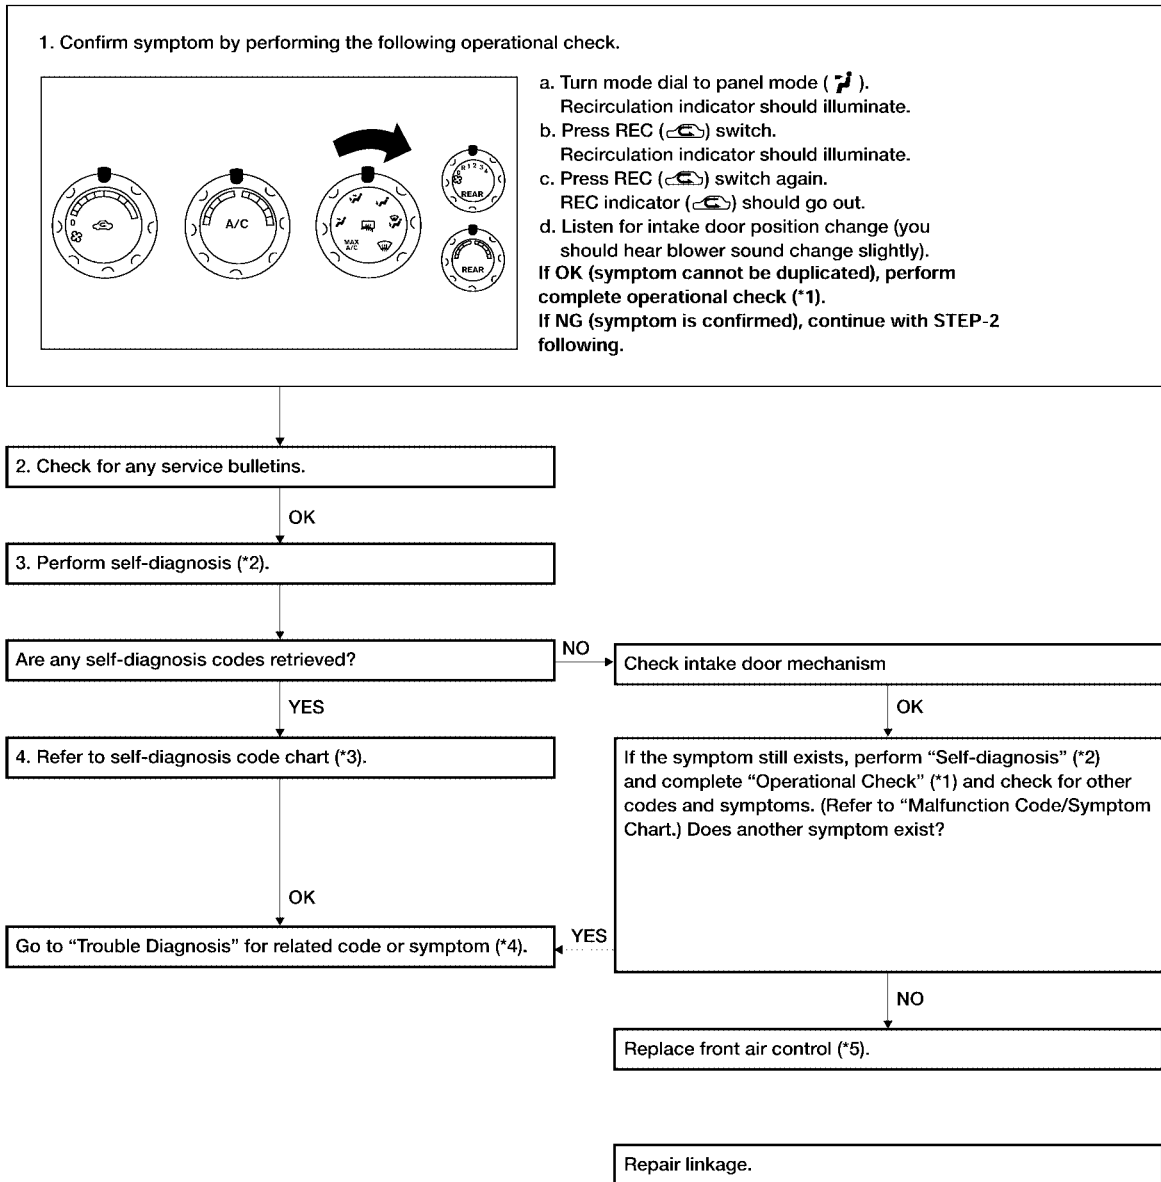 1. Confirm symptom by performing the following operational check.
0
A/C
MAX
A/C
0 R 1 2 3 4
REAR
REAR
a. Turn mode dial to panel mode ( ).
Recirculation indicator should illuminate.
b. Press REC ( ) switch.
Recirculation indicator should illuminate.
c. Press REC ( ) switch again.
REC indicator ( ) should go out.
d. Listen for intake door position change (you
should hear blower sound change slightly).
If OK (symptom cannot be duplicated), perform
complete operational check (*1).
If NG (symptom is confirmed), continue with STEP-2
following.
2. Check for any service bulletins.
OK
3. Perform self-diagnosis (*2).
Are any self-diagnosis codes retrieved?
NO
Check intake door mechanism
YES
OK
4. Refer to self-diagnosis code chart (*3).
If the symptom still exists, perform “Self-diagnosis” (*2)
and complete “Operational Check” (*1) and check for other
codes and symptoms. (Refer to “Malfunction Code/Symptom
Chart.) Does another symptom exist?
OK
Go to “Trouble Diagnosis” for related code or symptom (*4).
YES
NO
Replace front air control (*5).
Repair linkage.